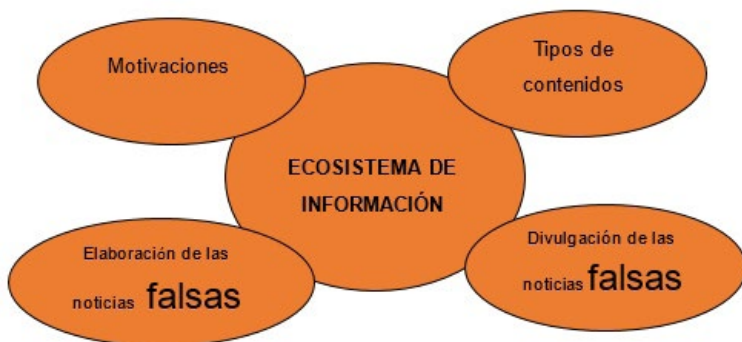 Motivaciones
Tipos de
contenidos
ECOSISTEMA DE
INFORMACIÓN
Elaboración de las
noticias falsas
Divulgación de las
noticias falsas